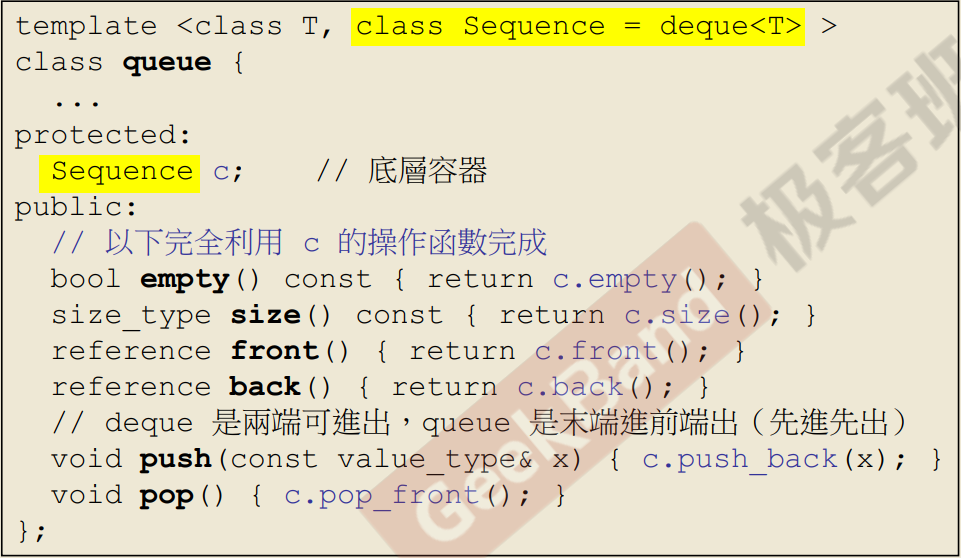 template <class T, class Sequence = deque<T> >
class queue {
  ...
protected:
  Sequence c;    // 底層容器
public:
  // 以下完全利用 c 的操作函數完成
  bool empty() const { return c.empty(); }
  size_type size() const { return c.size(); }
  reference front() { return c.front(); }
  reference back() { return c.back(); }
  // deque 是兩端可進出，queue 是末端進前端出（先進先出）
  void push(const value_type& x) { c.push_back(x); }
  void pop() { c.pop_front(); }
};
GeekBand 极客班